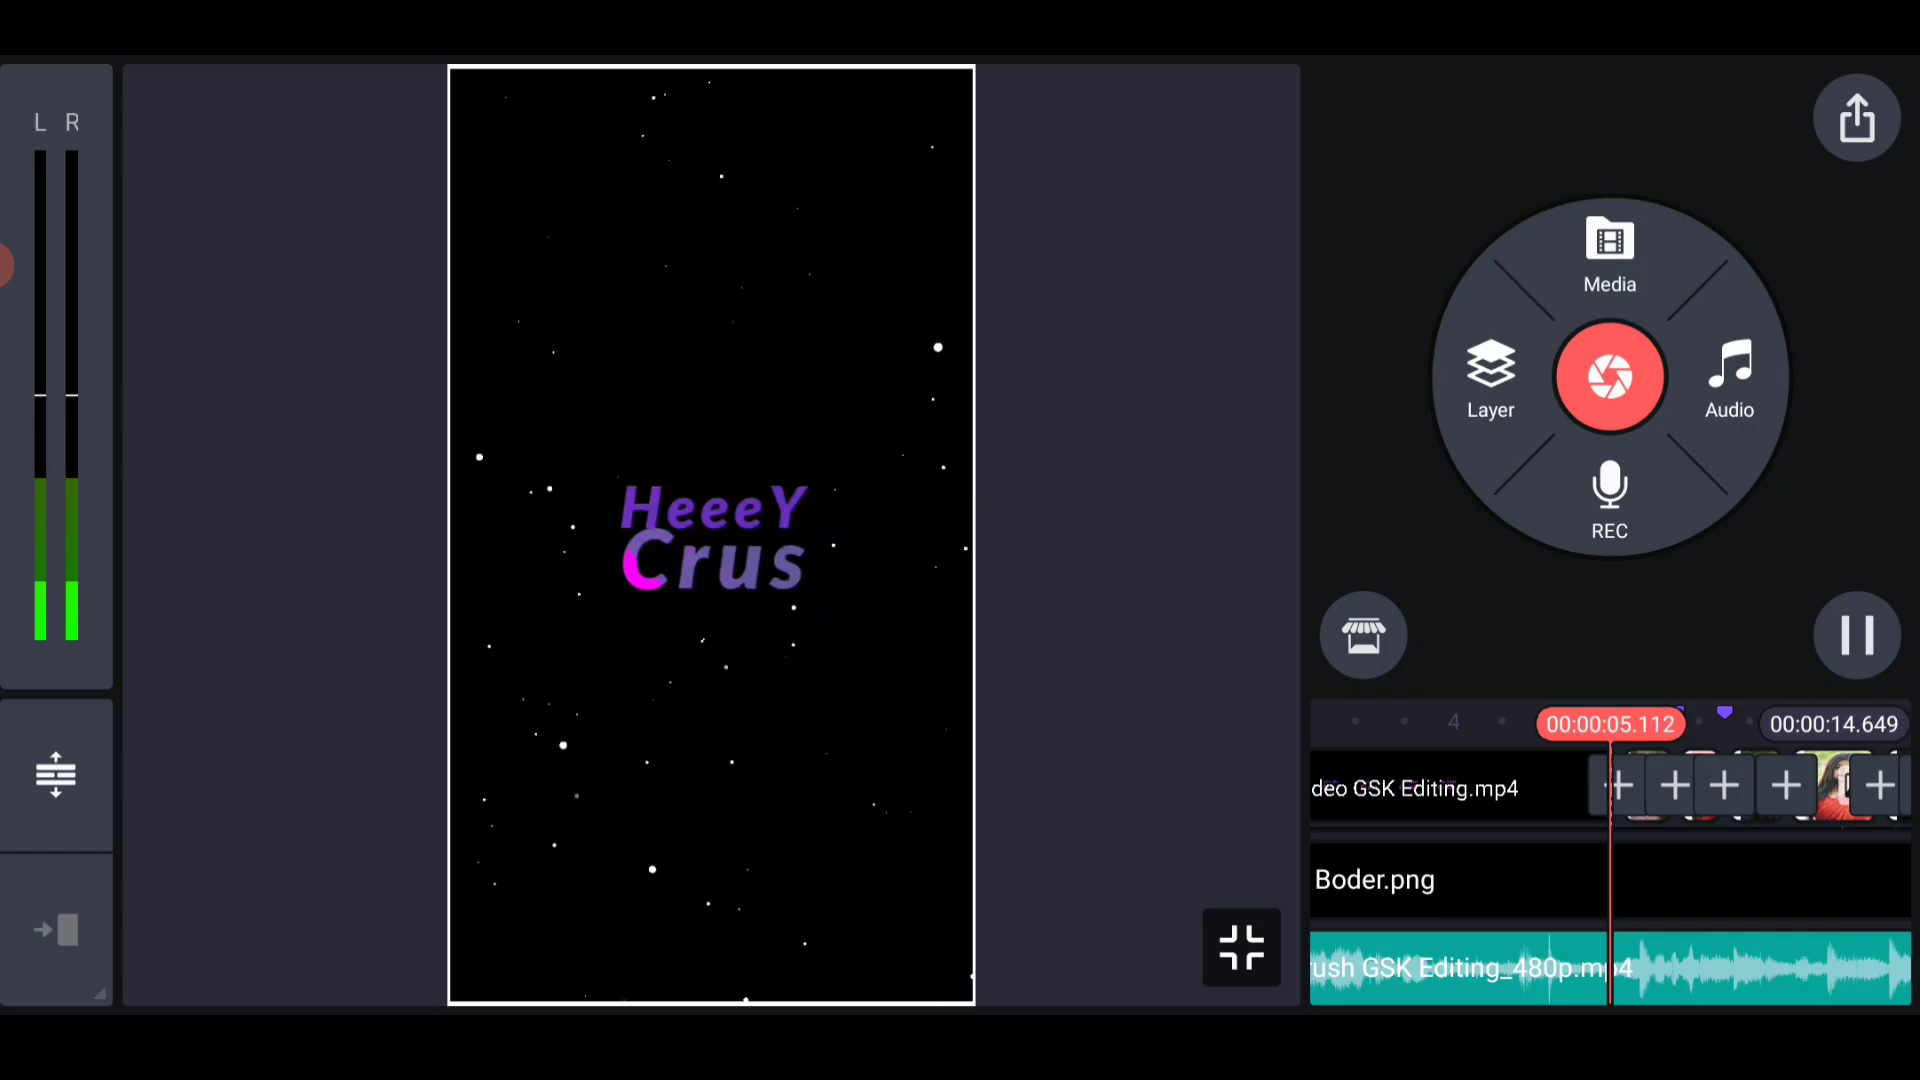 L R
HeeeY
Crus
Media
Layer
Audio
REC
4
00:00:05.112
00:00:14.649
deo GSK Editing.mp4
Boder.png
rush GSK Editing_480p.mp4